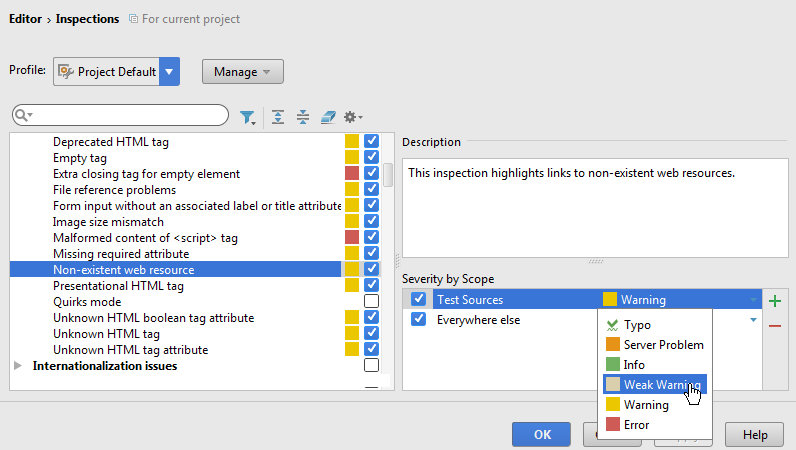 Editor › Inspections For current project
Profile: Project Default Manage
Deprecated HTML tag
Empty tag
Extra closing tag for empty element
File reference problems
Form input without an associated label or title attribute
Image size mismatch
Malformed content of <script> tag
Missing required attribute
Non-existent web resource
Presentational HTML tag
Quirks mode
Unknown HTML boolean tag attribute
Unknown HTML tag
Unknown HTML tag attribute
Internationalization issues
Description
This inspection highlights links to non-existent web resources.
Severity by Scope
Test Sources Warning
Everywhere else
Typo
Server Problem
Info
Weak Warning
Warning
Error
OK
Help